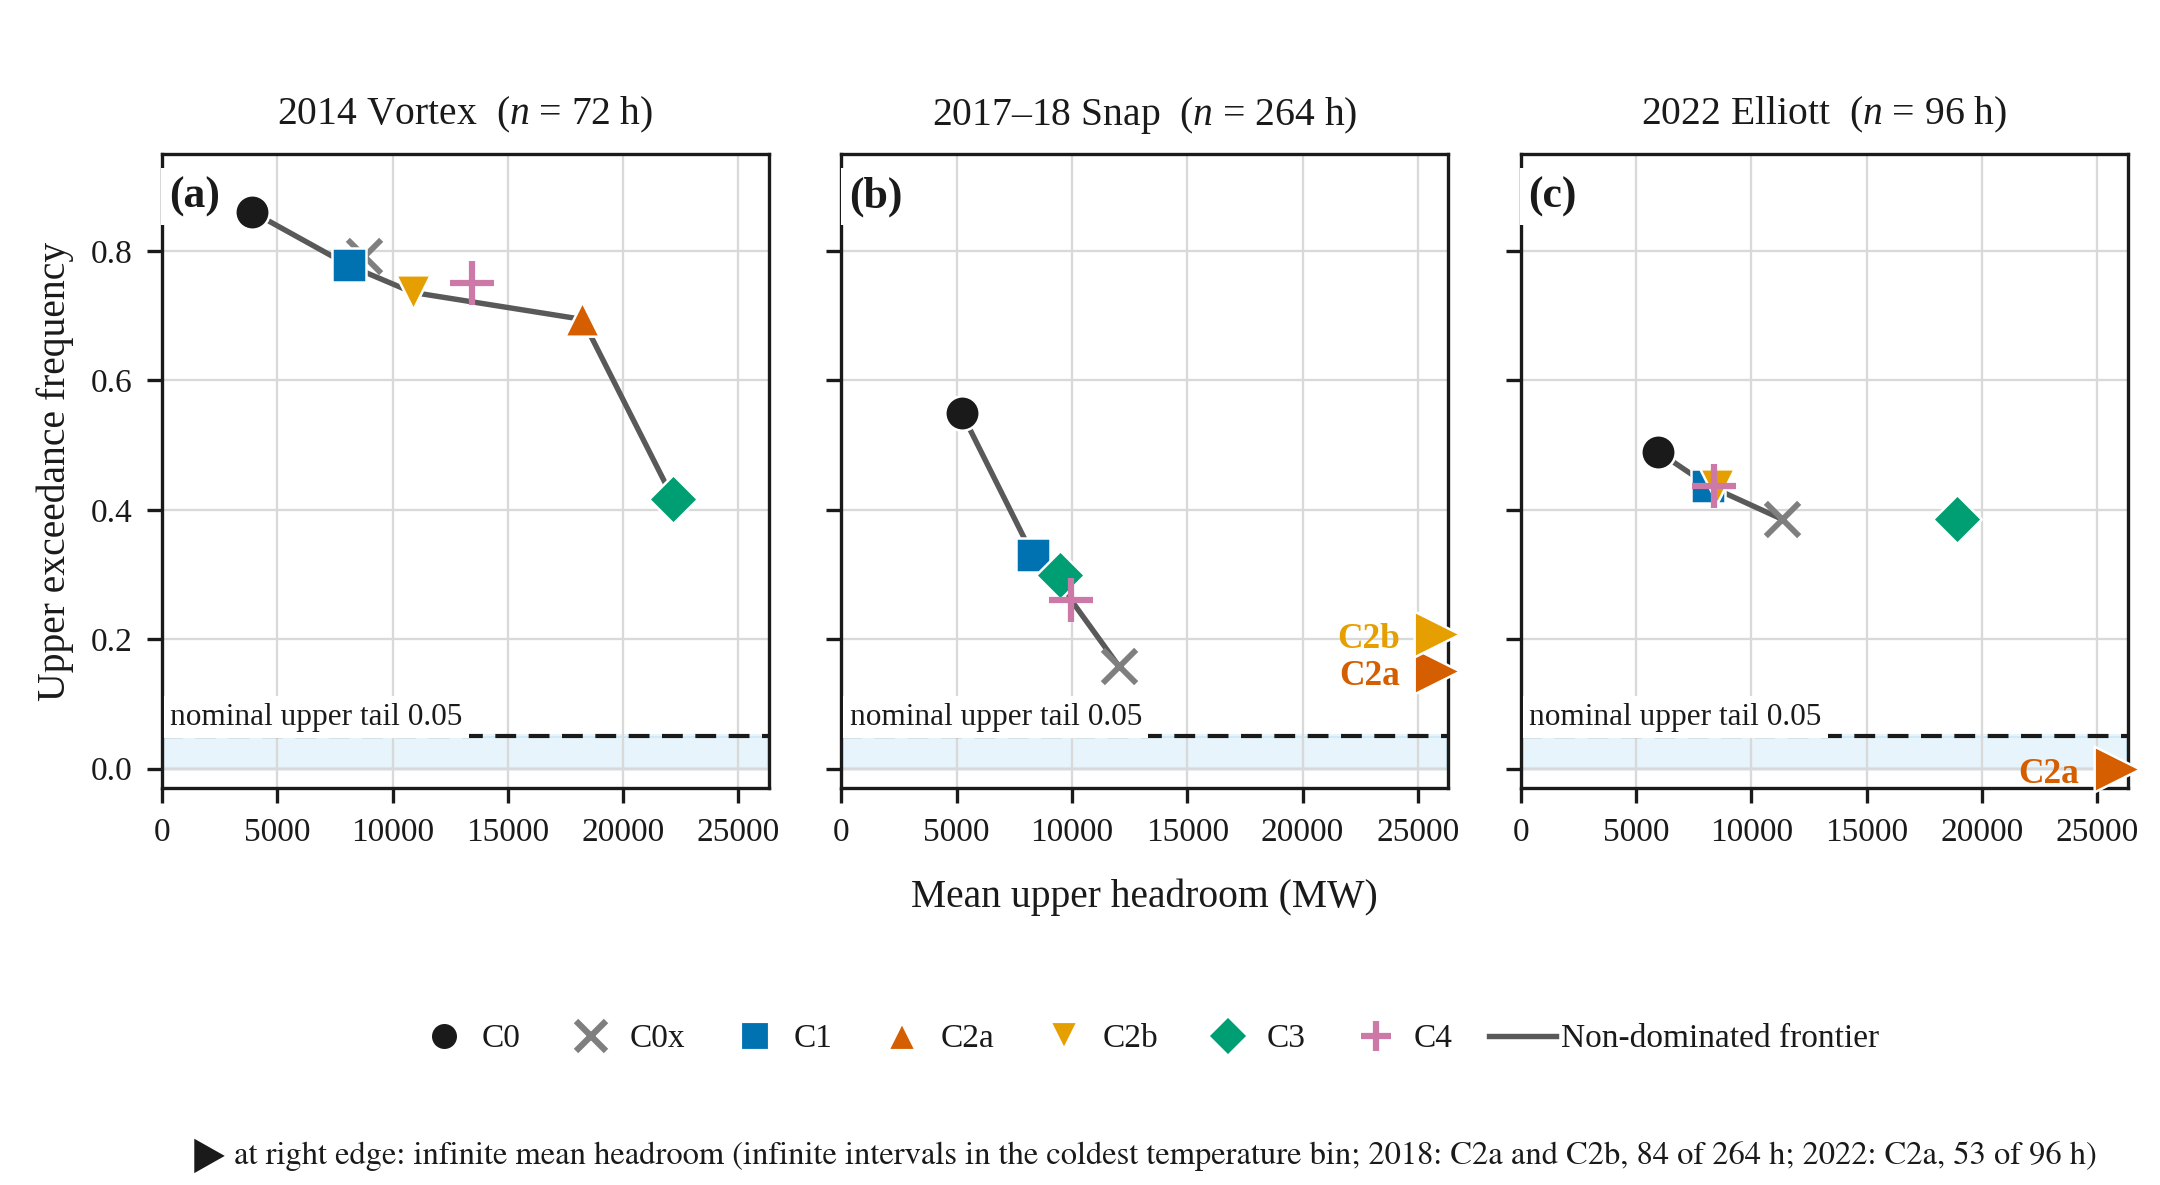 2014 Vortex (n = 72 h)
2017–18 Snap (n = 264 h)
2022 Elliott (n = 96 h)
(a)
(b)
(c)
Upper exceedance frequency
0.8
0.6
0.4
0.2
0.0
nominal upper tail 0.05
nominal upper tail 0.05
nominal upper tail 0.05
C2b
C2a
C2a
0 5000 10000 15000 20000 25000
0 5000 10000 15000 20000 25000
0 5000 10000 15000 20000 25000
Mean upper headroom (MW)
C0 C0x C1 C2a C2b C3 C4 Non-dominated frontier
at right edge: infinite mean headroom (infinite intervals in the coldest temperature bin; 2018: C2a and C2b, 84 of 264 h; 2022: C2a, 53 of 96 h)